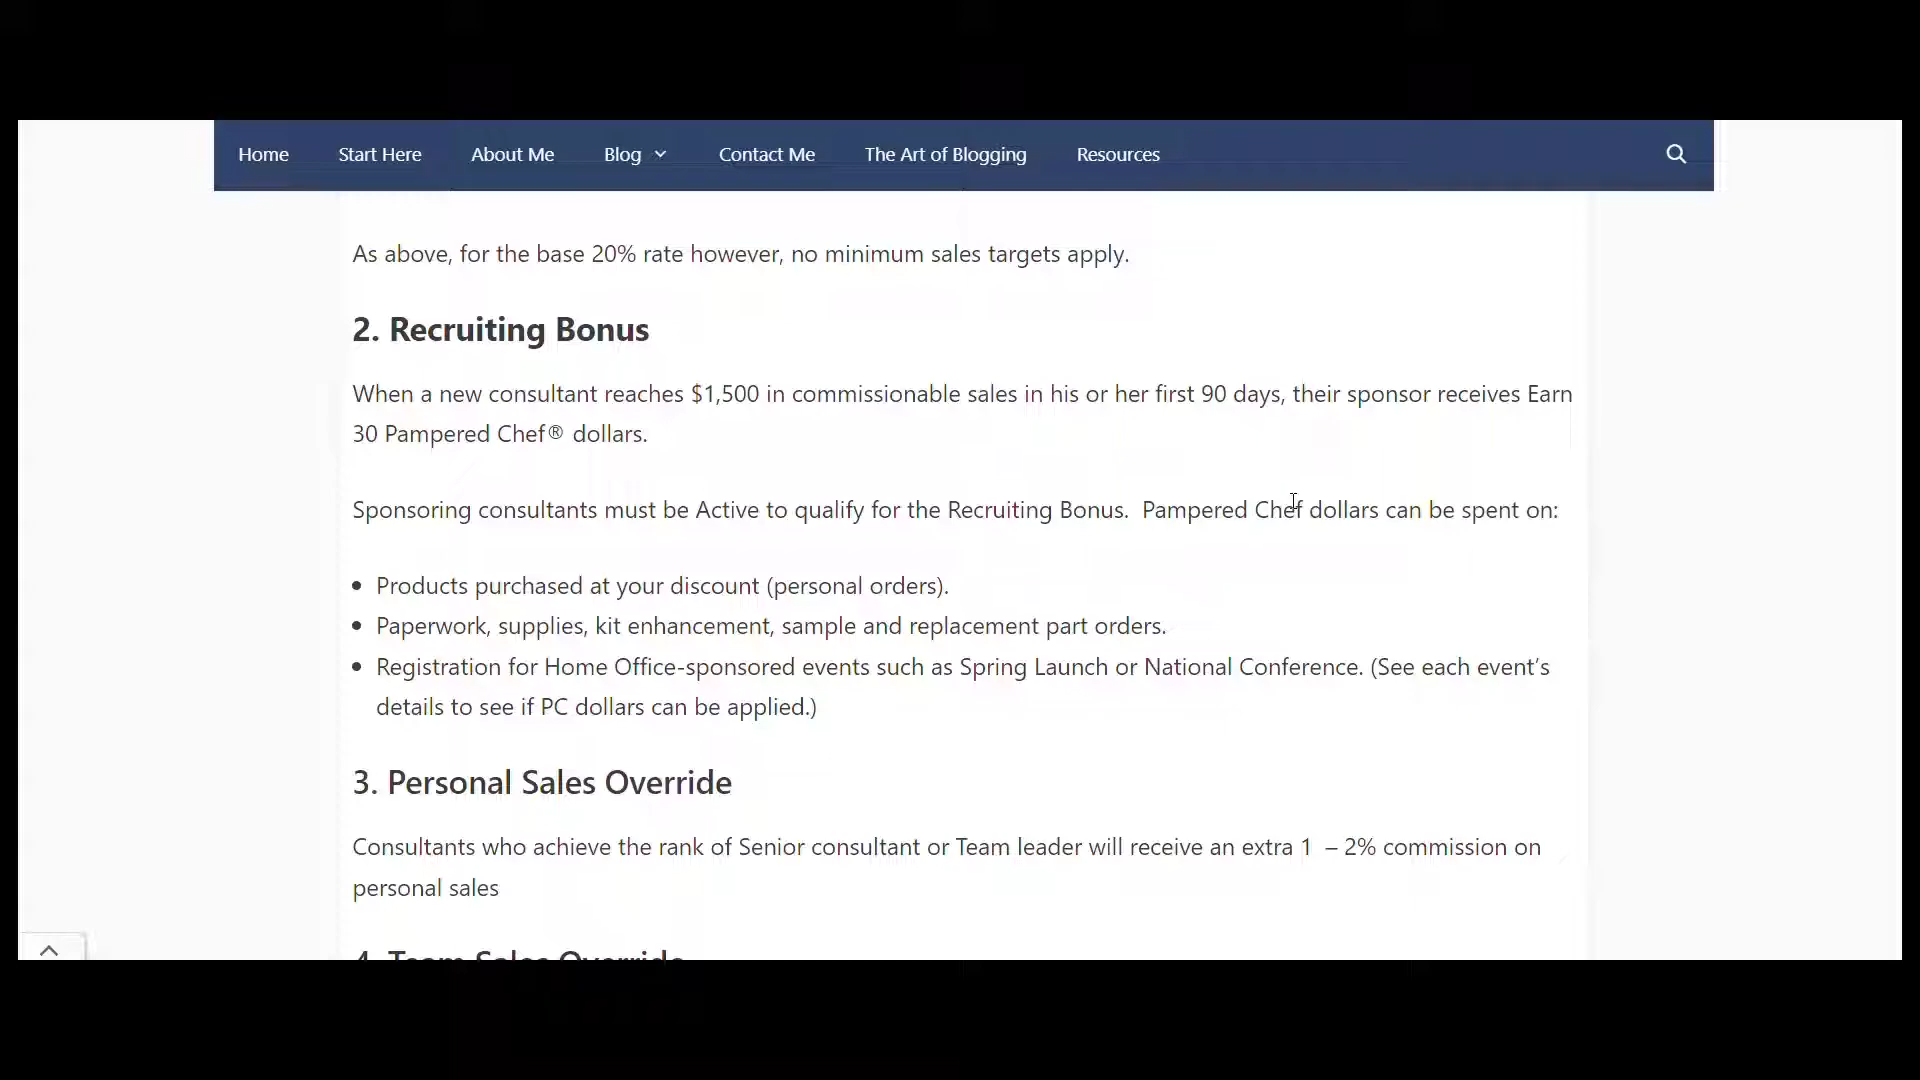 Home Start Here About Me Blog Contact Me The Art of Blogging Resources
As above, for the base 20% rate however, no minimum sales targets apply.
2. Recruiting Bonus
When a new consultant reaches $1,500 in commissionable sales in his or her first 90 days, their sponsor receives Earn
30 Pampered Chef® dollars.
Sponsoring consultants must be Active to qualify for the Recruiting Bonus.  Pampered Chef dollars can be spent on:
• Products purchased at your discount (personal orders).
• Paperwork, supplies, kit enhancement, sample and replacement part orders.
• Registration for Home Office-sponsored events such as Spring Launch or National Conference. (See each event’s
details to see if PC dollars can be applied.)
3. Personal Sales Override
Consultants who achieve the rank of Senior consultant or Team leader will receive an extra 1  – 2% commission on
personal sales
4. Team Sales Override